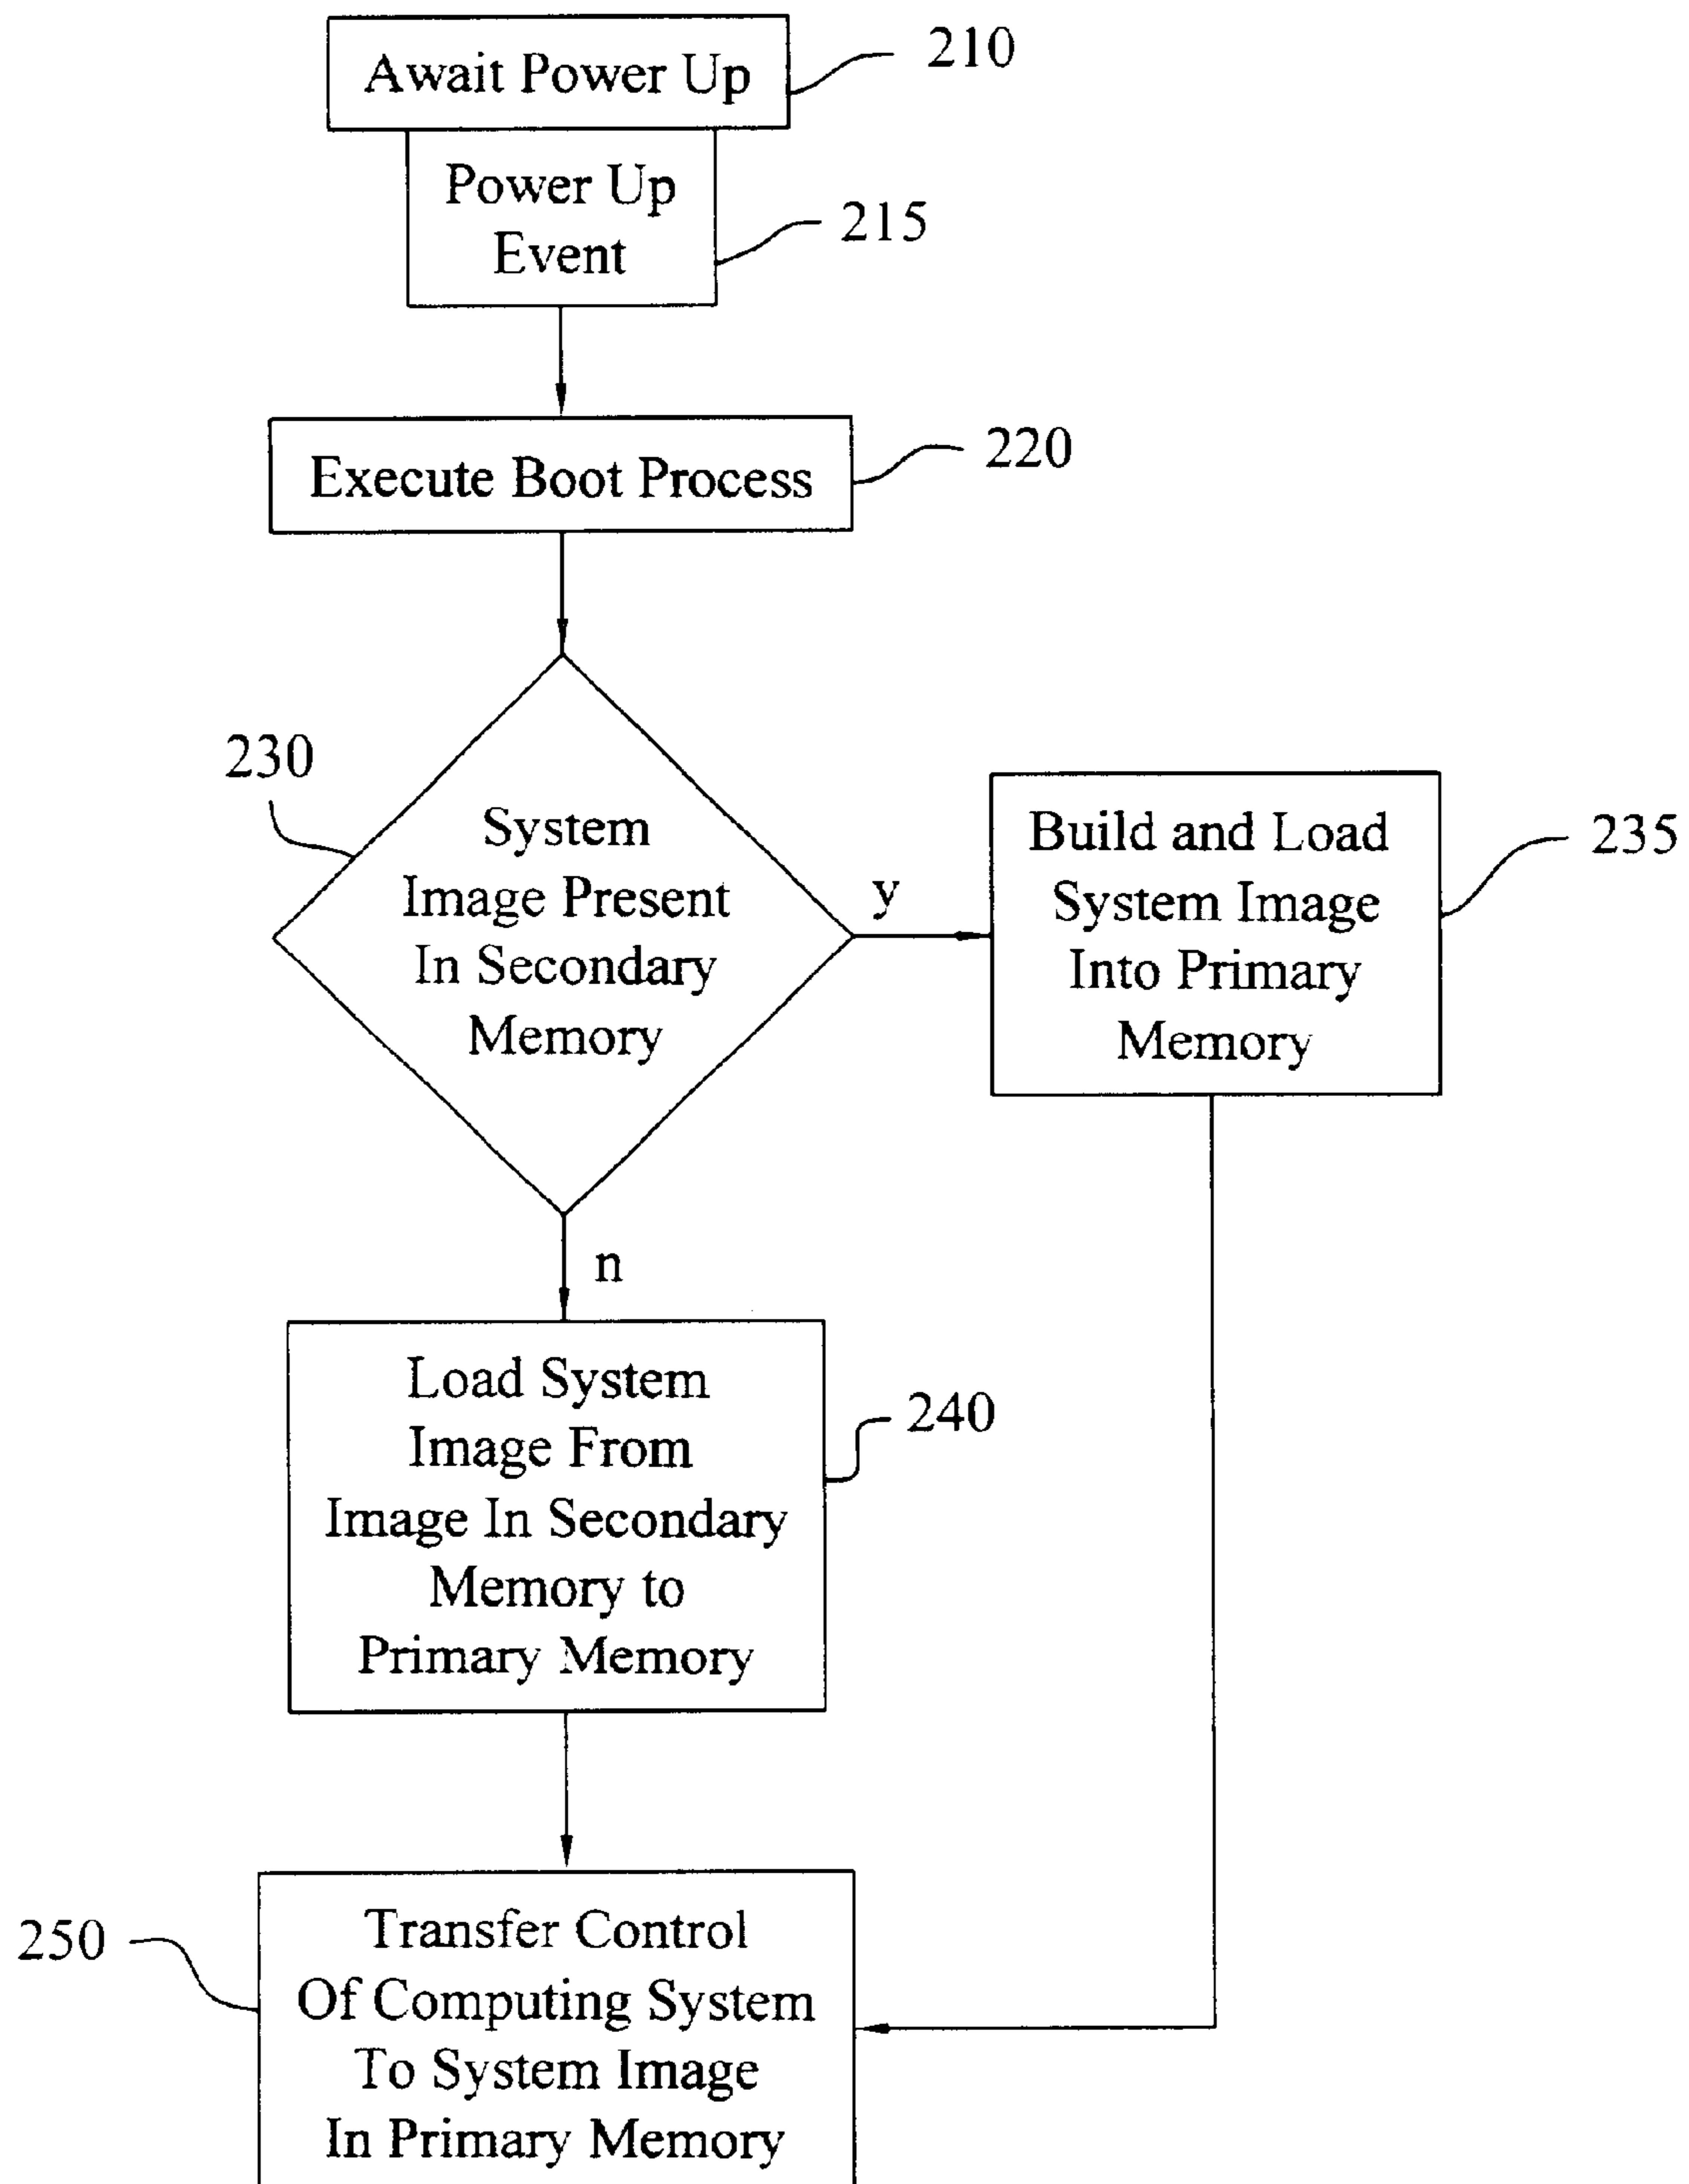 Await Power Up
210
Power Up
Event
215
Execute Boot Process
220
230
System
Image Present
In Secondary
Memory
y
Build and Load
System Image
Into Primary
Memory
235
n
Load System
Image From
Image In Secondary
Memory to
Primary Memory
240
250
Transfer Control
Of Computing System
To System Image
In Primary Memory